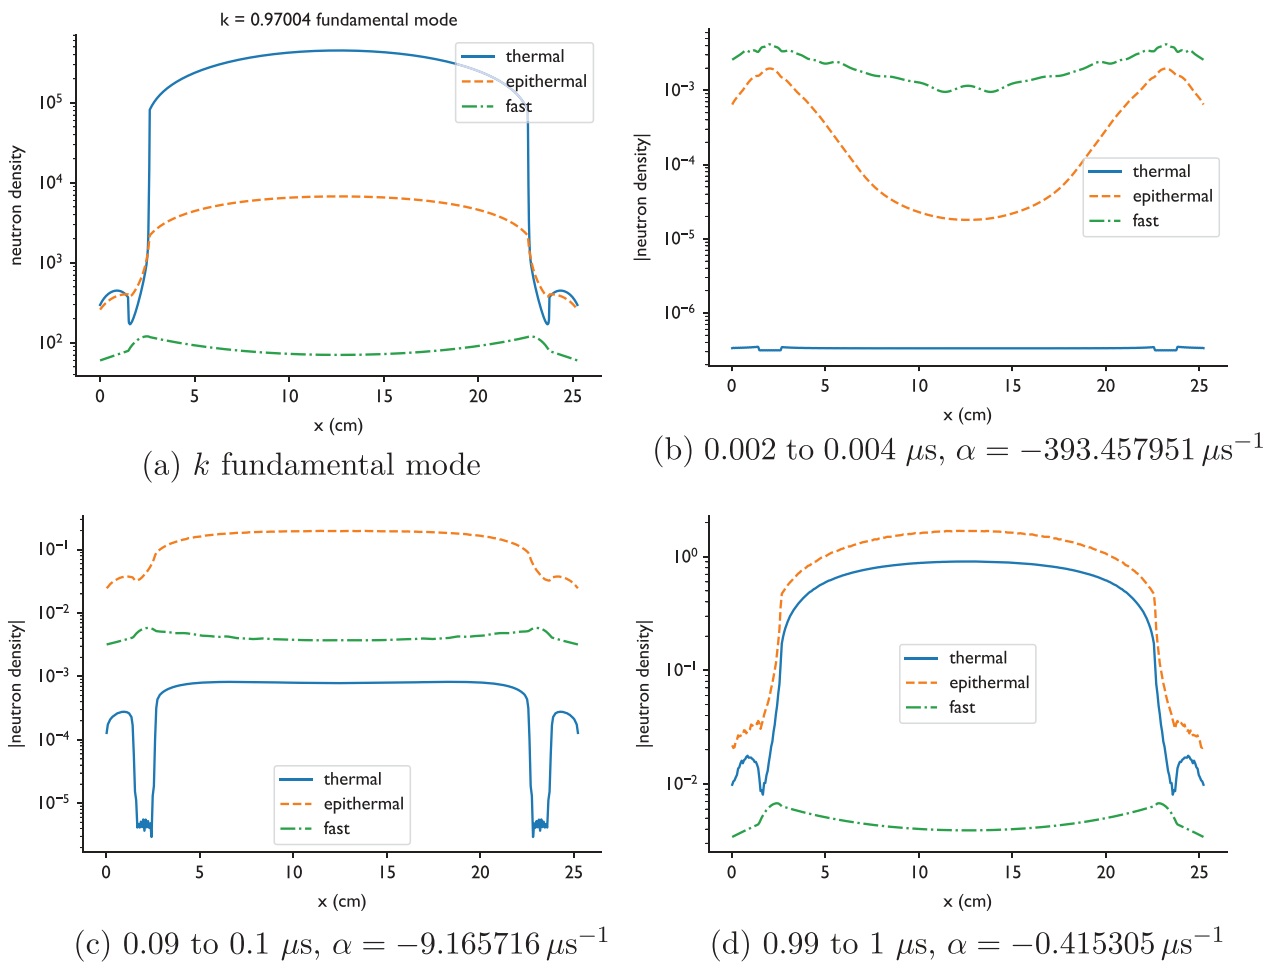 k = 0.97004 fundamental mode
neutron density
10^5
10^4
10^3
10^2
thermal
epithermal
fast
0 5 10 15 20 25
x (cm)
(a) k fundamental mode
|neutron density|
10^−3
10^−4
10^−5
10^−6
thermal
epithermal
fast
0 5 10 15 20 25
x (cm)
(b) 0.002 to 0.004 μs, α = −393.457951 μs^−1
|neutron density|
10^−1
10^−2
10^−3
10^−4
10^−5
thermal
epithermal
fast
0 5 10 15 20 25
x (cm)
(c) 0.09 to 0.1 μs, α = −9.165716 μs^−1
|neutron density|
10^0
10^−1
10^−2
thermal
epithermal
fast
0 5 10 15 20 25
x (cm)
(d) 0.99 to 1 μs, α = −0.415305 μs^−1